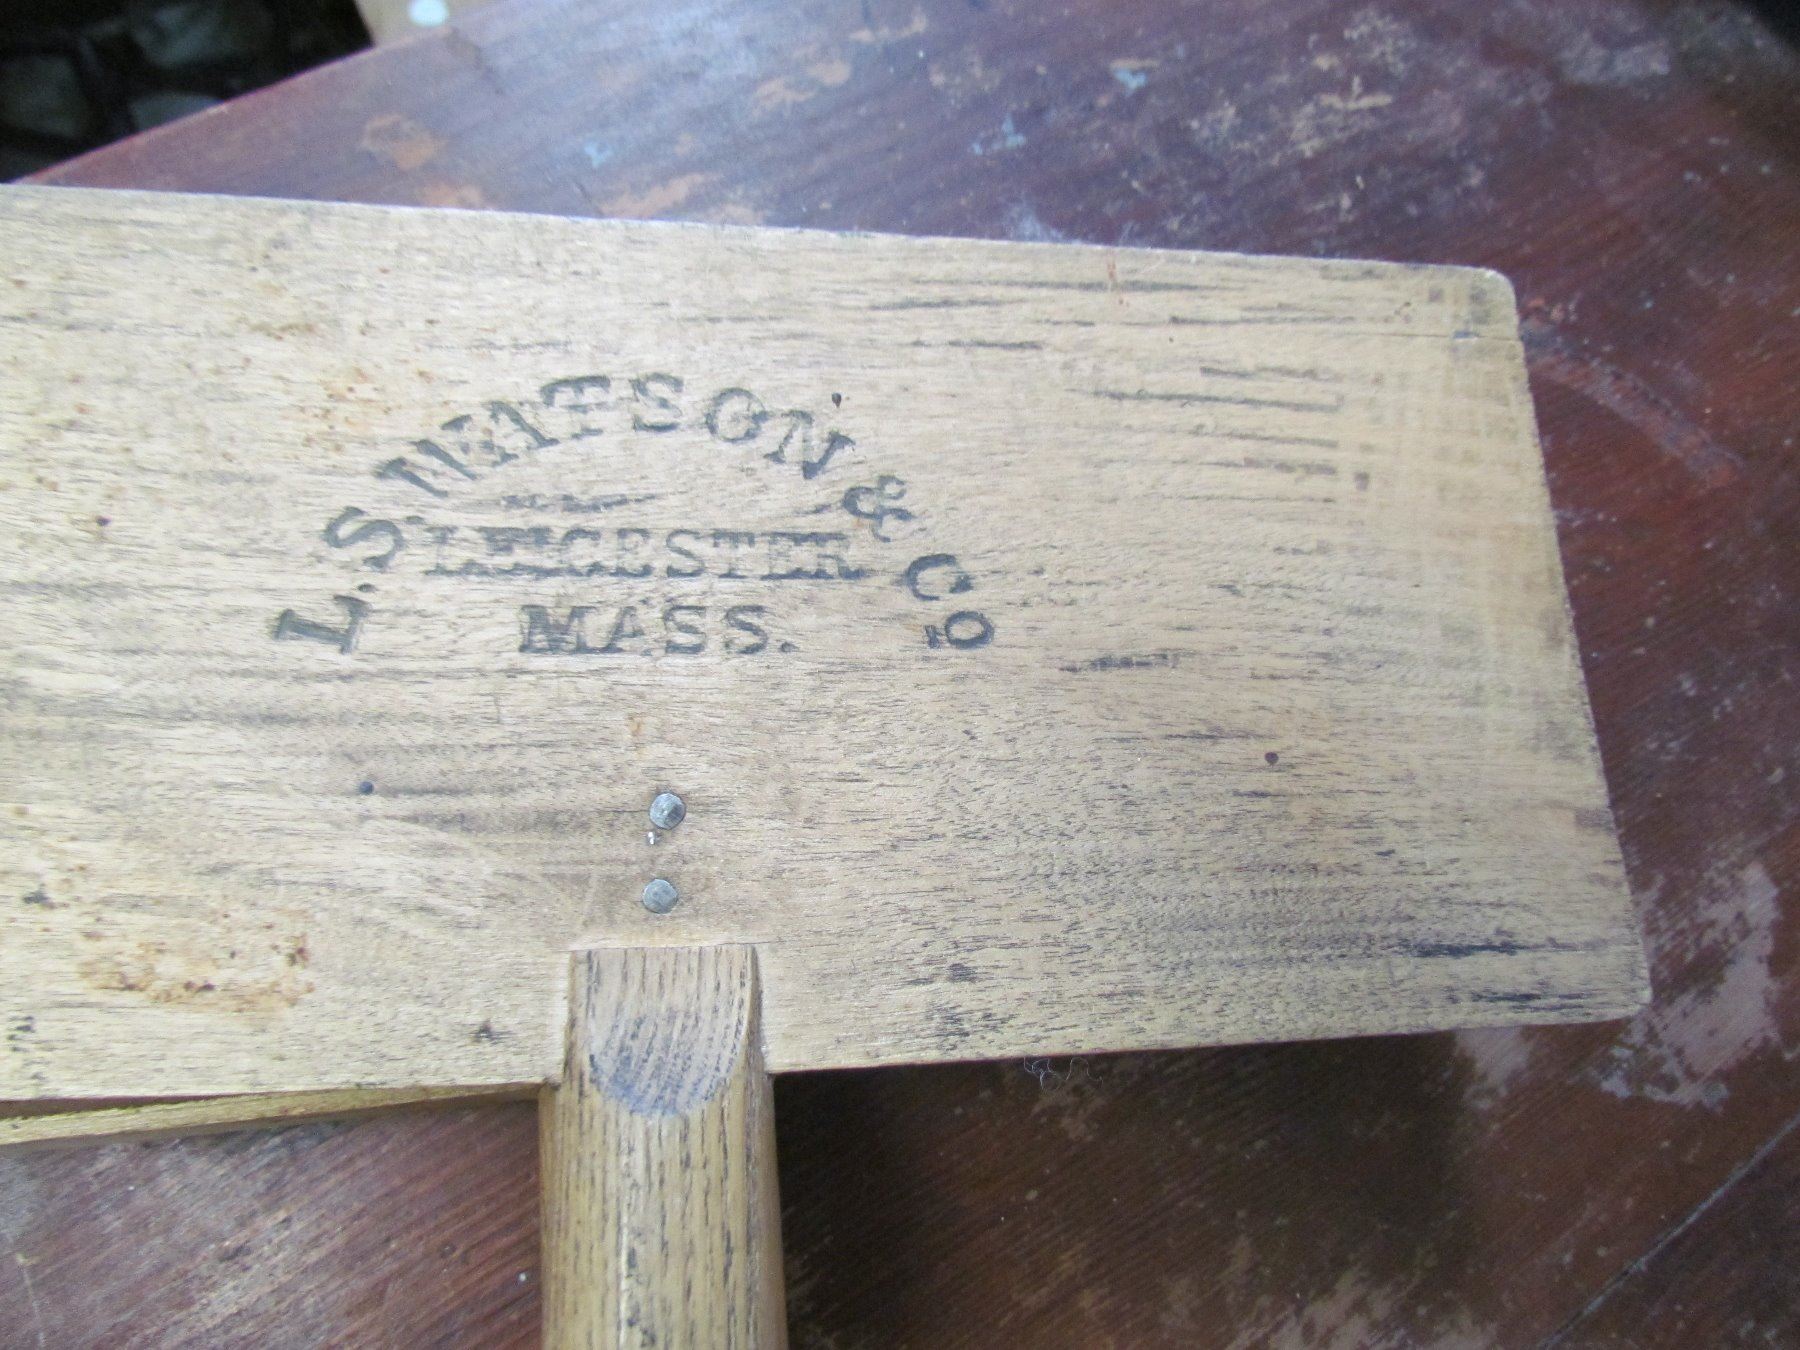 L. S. WATSON & Co
LEICESTER
MASS.